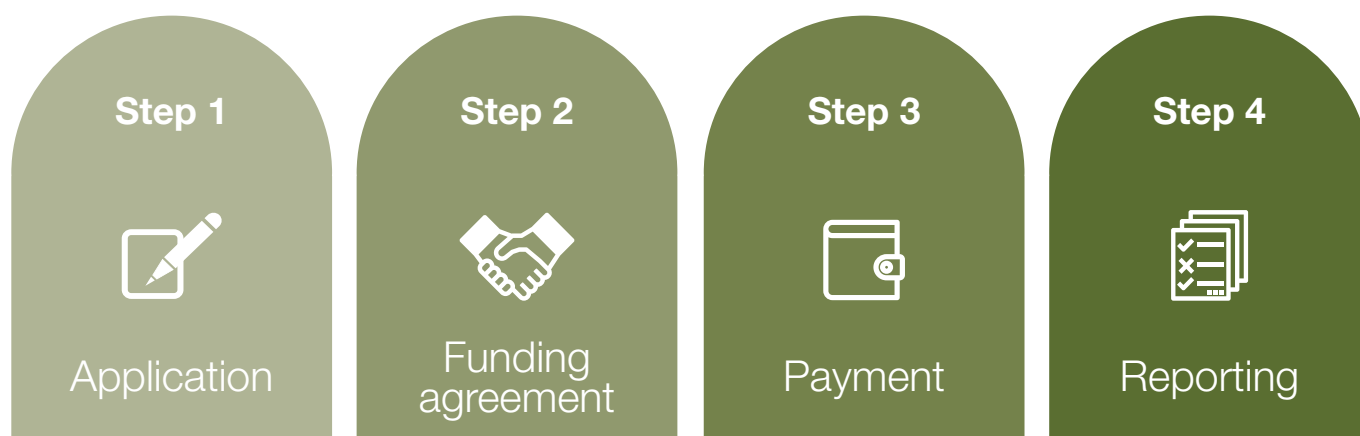 Step 1
Application
Step 2
Funding
agreement
Step 3
Payment
Step 4
Reporting